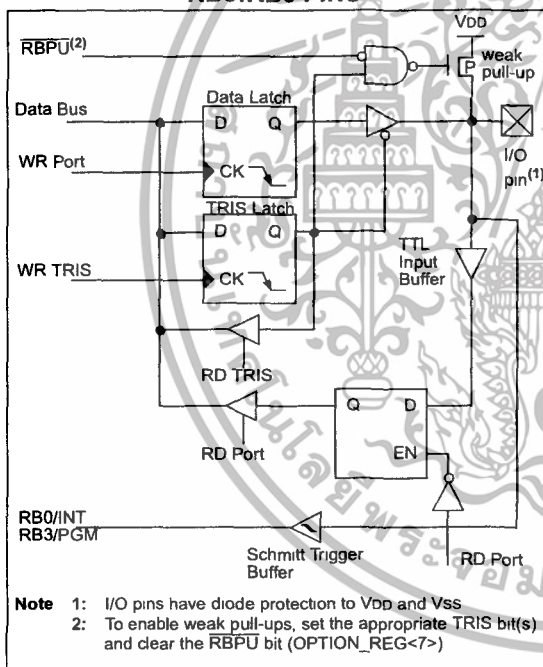 RBPU(2)
VDD
weak
pull-up
P
Data Bus
Data Latch
D Q
I/O
pin(1)
WR Port
CK
TRIS Latch
D Q
TTL
Input
Buffer
WR TRIS
CK
RD TRIS
Q D
RD Port
EN
RB0/INT
RB3/PGM
Schmitt Trigger
Buffer
RD Port
Note 1: I/O pins have diode protection to VDD and VSS
2: To enable weak pull-ups, set the appropriate TRIS bit(s)
and clear the RBPU bit (OPTION_REG<7>)